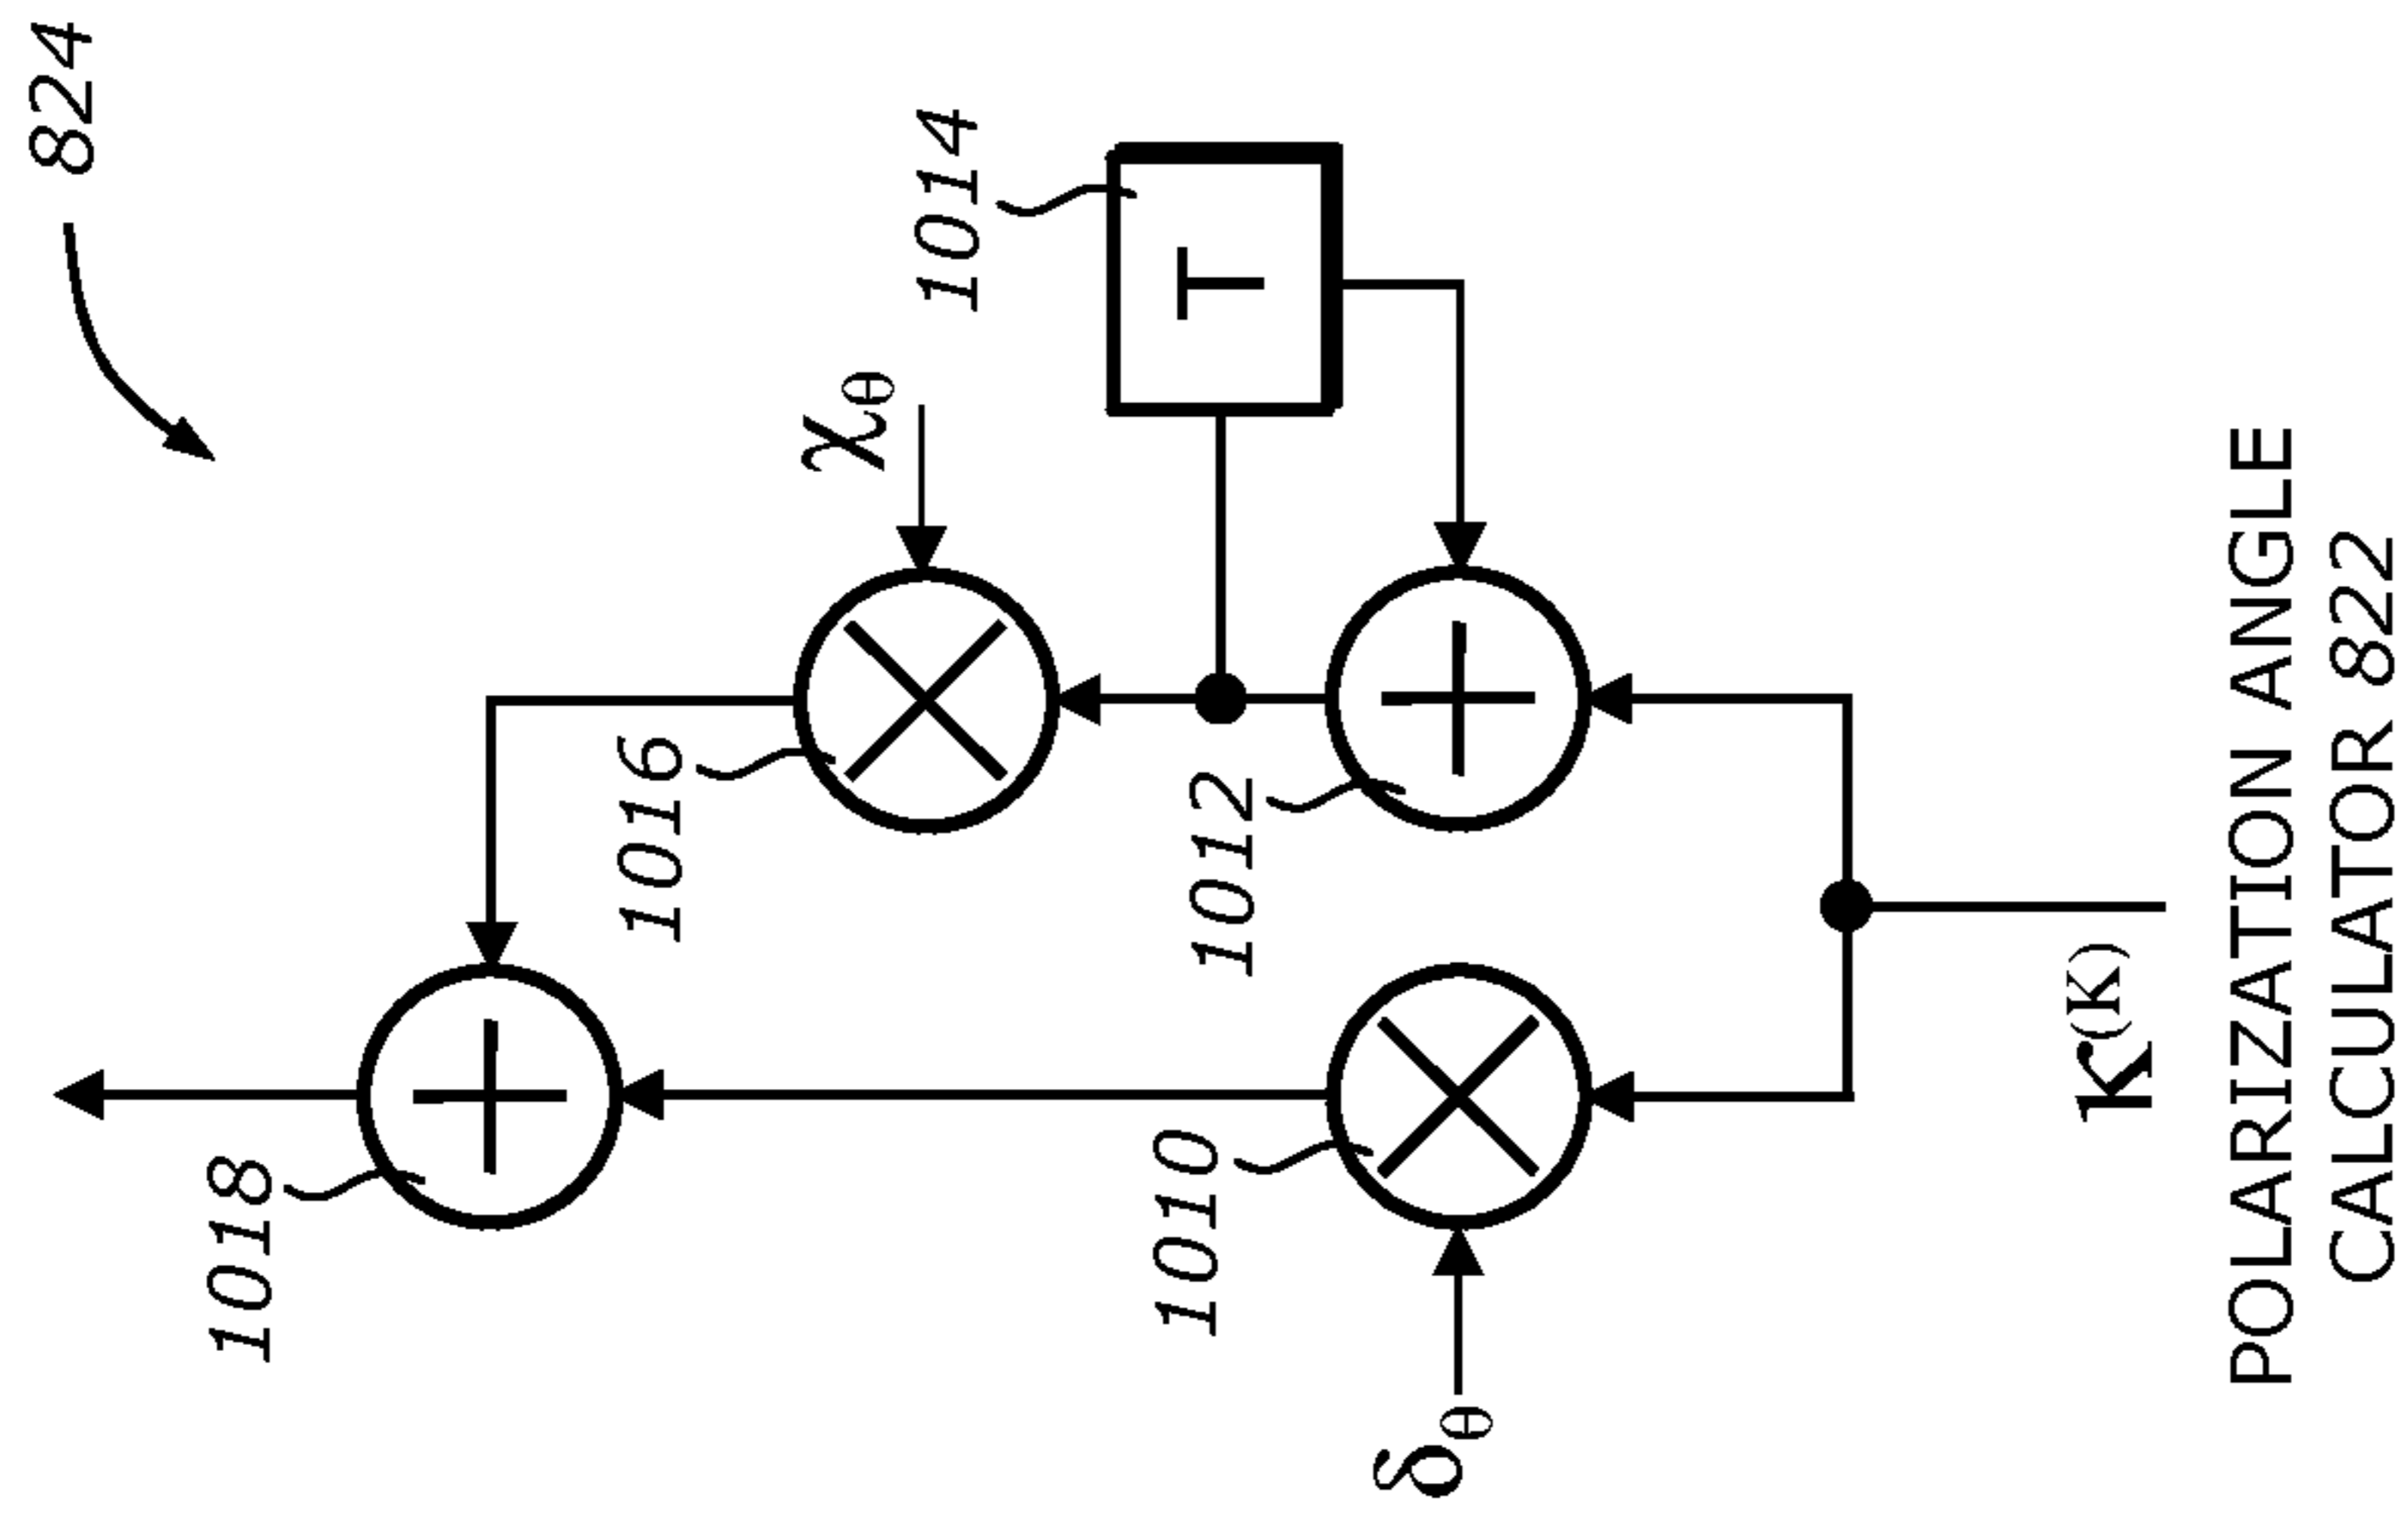 824
1014
χθ
T
1016
1012
1018
1010
δθ
κ(K)
POLARIZATION ANGLE
CALCULATOR 822